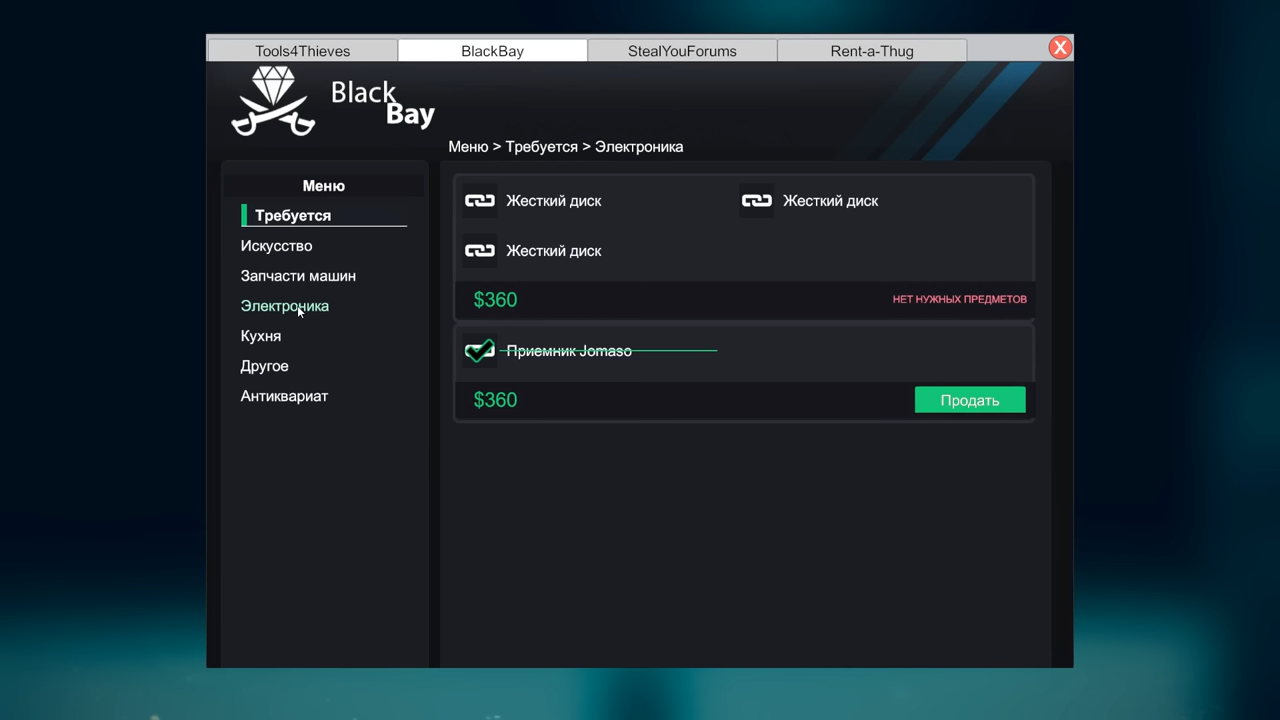 Tools4Thieves BlackBay StealYouForums Rent-a-Thug X
Black
Bay
Меню > Требуется > Электроника
Меню
Требуется
Искусство
Запчасти машин
Электроника
Кухня
Другое
Антиквариат
Жесткий диск Жесткий диск
Жесткий диск
$360 НЕТ НУЖНЫХ ПРЕДМЕТОВ
Приемник Jomaso
$360 Продать